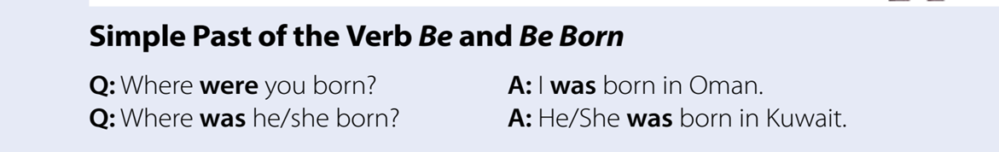 Simple Past of the Verb Be and Be Born
Q: Where were you born? A: I was born in Oman.
Q: Where was he/she born? A: He/She was born in Kuwait.